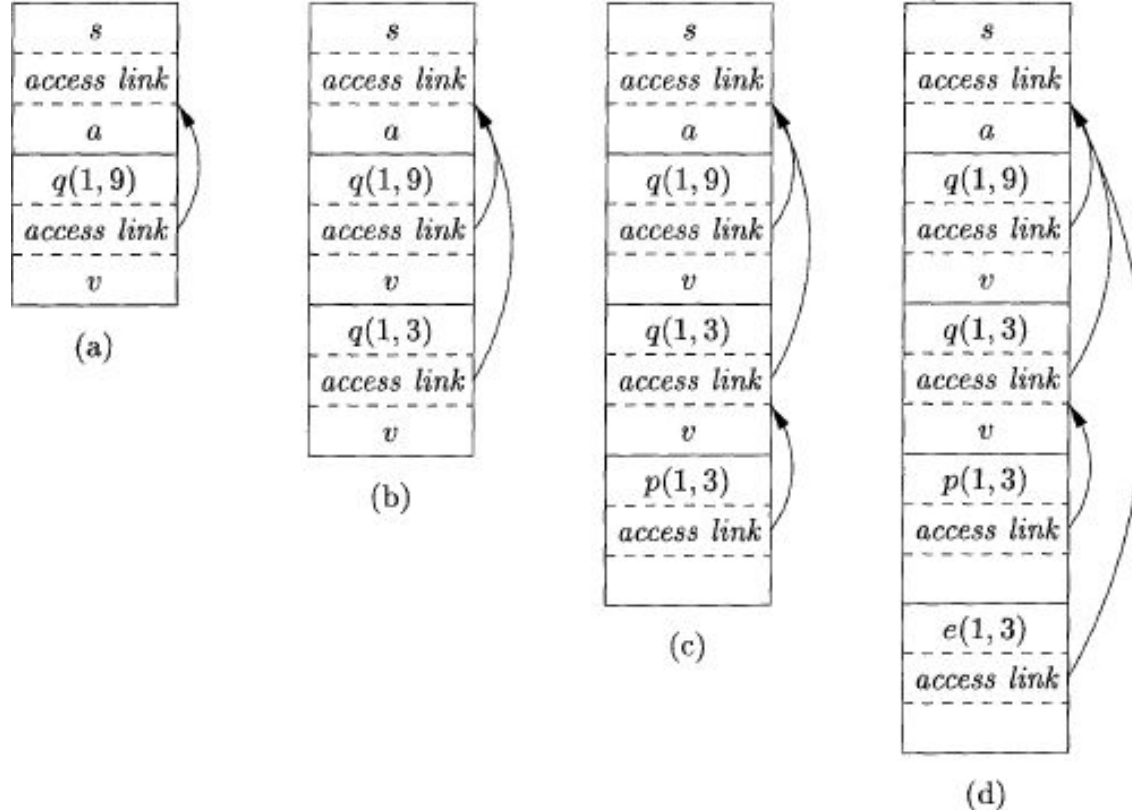 s
access link
a
q(1, 9)
access link
v
(a)
s
access link
a
q(1, 9)
access link
v
q(1, 3)
access link
v
(b)
s
access link
a
q(1, 9)
access link
v
q(1, 3)
access link
v
p(1, 3)
access link
(c)
s
access link
a
q(1, 9)
access link
v
q(1, 3)
access link
v
p(1, 3)
access link
e(1, 3)
access link
(d)